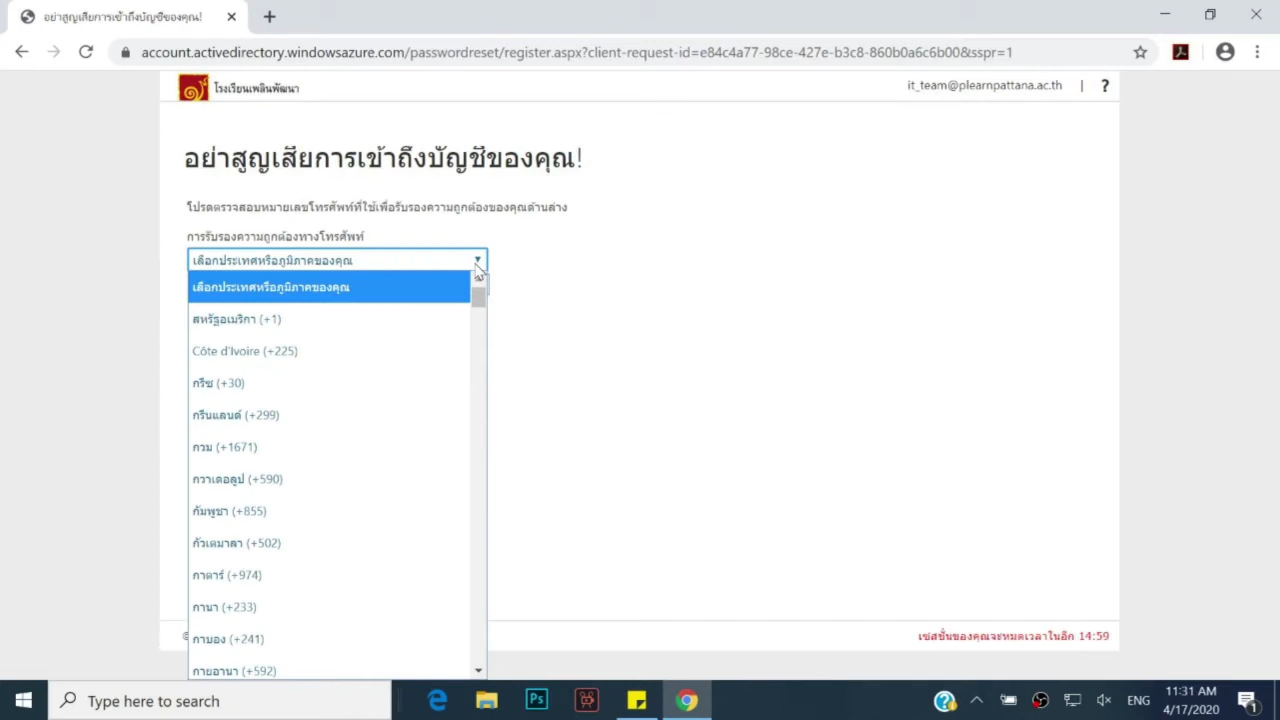 อย่าสูญเสียการเข้าถึงบัญชีของคุณ!
account.activedirectory.windowsazure.com/passwordreset/register.aspx?client-request-id=e84c4a77-98ce-427e-b3c8-860b0a6c6b00&sspr=1
โรงเรียนเพลินพัฒนา
it_team@plearnpattana.ac.th | ?
อย่าสูญเสียการเข้าถึงบัญชีของคุณ!
โปรดตรวจสอบหมายเลขโทรศัพท์ที่ใช้เพื่อรับรองความถูกต้องของคุณด้านล่าง
การรับรองความถูกต้องทางโทรศัพท์
เลือกประเทศหรือภูมิภาคของคุณ
เลือกประเทศหรือภูมิภาคของคุณ
สหรัฐอเมริกา (+1)
Côte d'Ivoire (+225)
กรีซ (+30)
กรีนแลนด์ (+299)
กวม (+1671)
กวาเดอลูป (+590)
กัมพูชา (+855)
กัวเตมาลา (+502)
กาตาร์ (+974)
กานา (+233)
กาบอง (+241)
กายอานา (+592)
เซสชั่นของคุณจะหมดเวลาในอีก 14:59
Type here to search
Ps
ENG
11:31 AM
4/17/2020
1